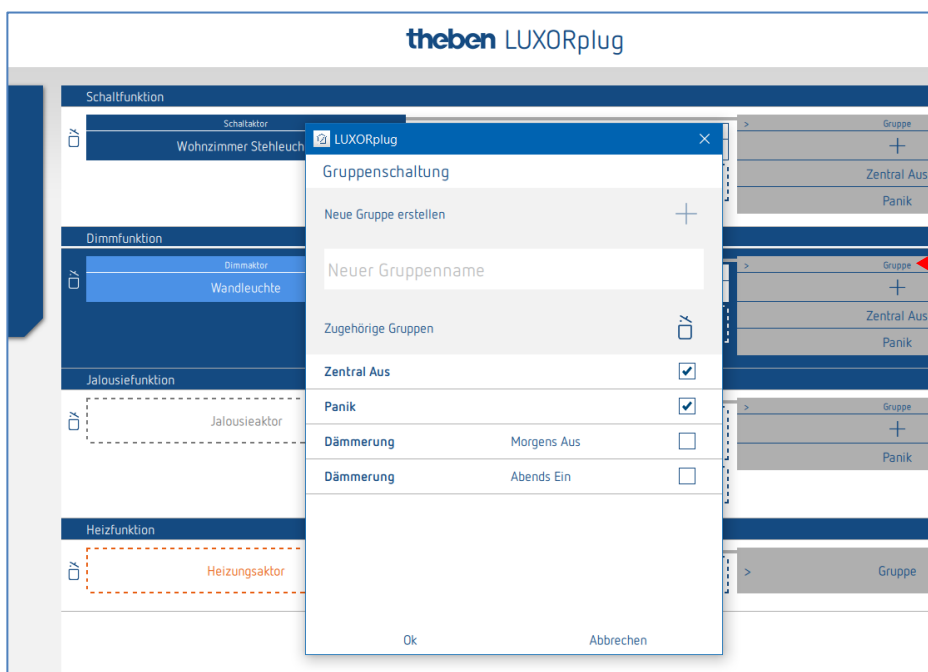 theben LUXORplug
Schaltfunktion
Schaltaktor
Wohnzimmer Stehleuch
> Gruppe
Zentral Aus
Panik
LUXORplug
Gruppenschaltung
Neue Gruppe erstellen
Neuer Gruppenname
Zugehörige Gruppen
Zentral Aus
Panik
Dämmerung Morgens Aus
Dämmerung Abends Ein
Ok Abbrechen
Dimmfunktion
Dimmaktor
Wandleuchte
> Gruppe
Zentral Aus
Panik
Jalousiefunktion
Jalousieaktor
> Gruppe
Panik
Heizfunktion
Heizungsaktor
> Gruppe